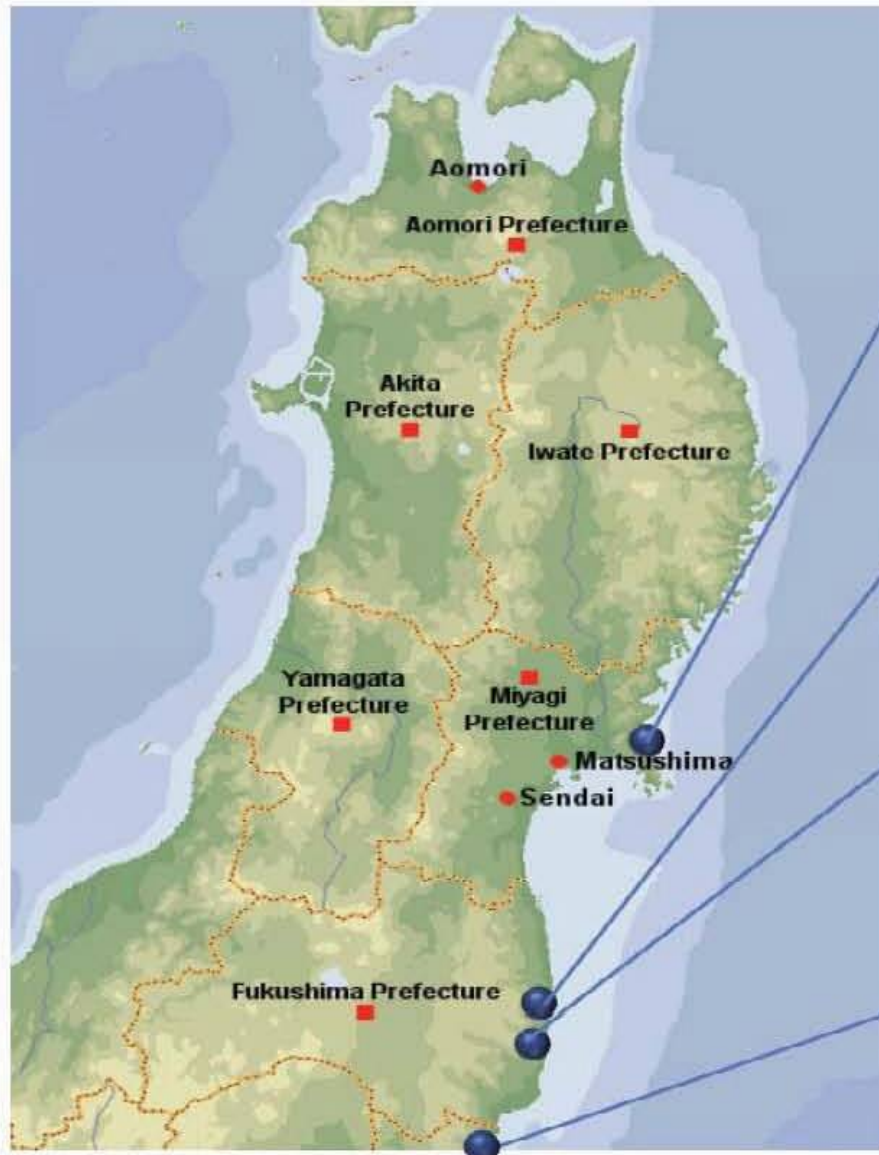 Aomori
Aomori Prefecture
Akita
Prefecture
Iwate Prefecture
Yamagata
Prefecture
Miyagi
Prefecture
Matsushima
Sendai
Fukushima Prefecture